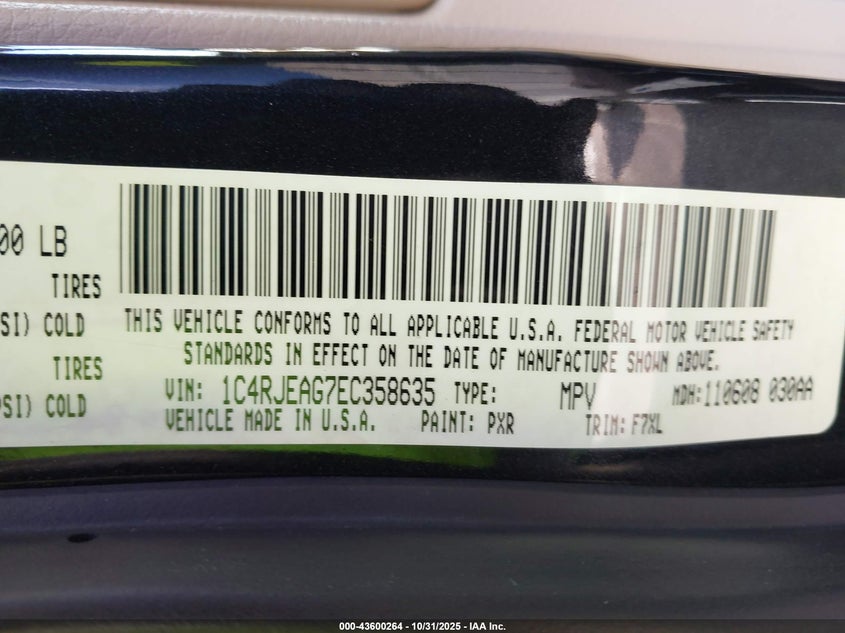 00 LB
TIRES
SI) COLD
TIRES
PSI) COLD
THIS VEHICLE CONFORMS TO ALL APPLICABLE U.S.A. FEDERAL MOTOR VEHICLE SAFETY
STANDARDS IN EFFECT ON THE DATE OF MANUFACTURE SHOWN ABOVE.
VIN: 1C4RJEAG7EC358635 TYPE: MPV MDH: 110608 030AA
VEHICLE MADE IN U.S.A. PAINT: PXR TRIM: F7XL
000-43600264 - 10/31/2025 - IAA Inc.